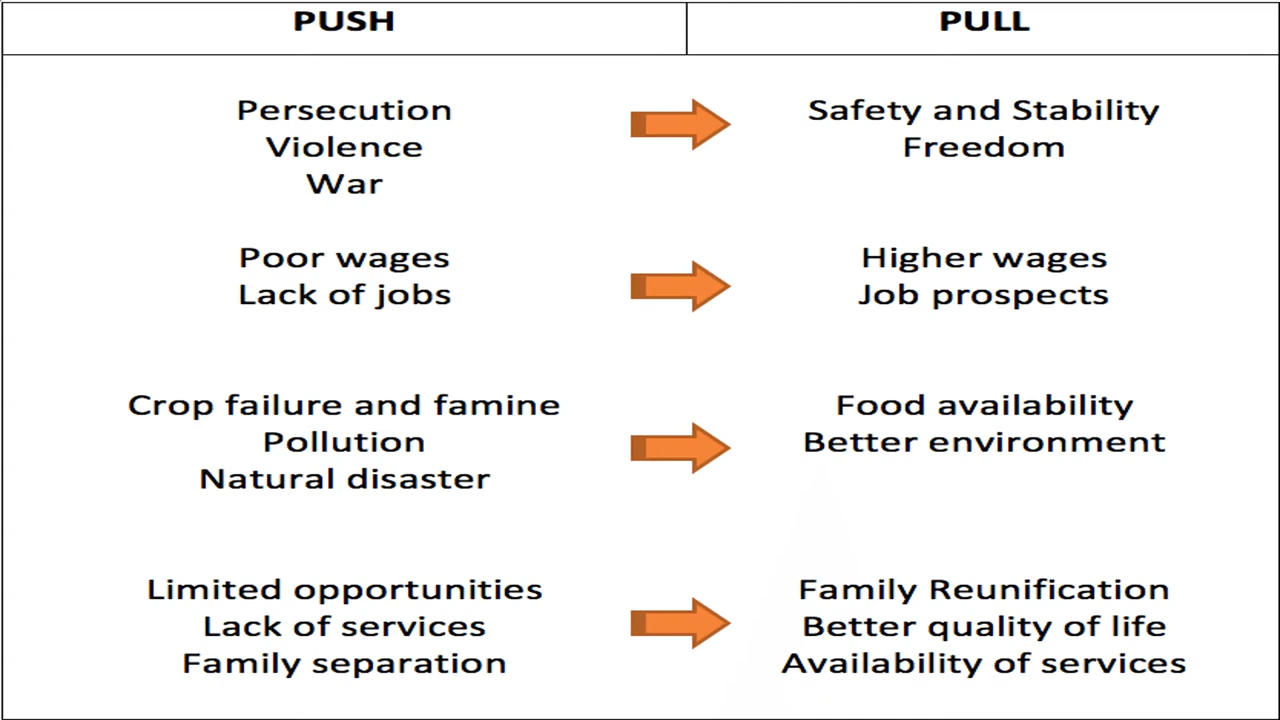 PUSH
PULL
Persecution
Violence
War
Safety and Stability
Freedom
Poor wages
Lack of jobs
Higher wages
Job prospects
Crop failure and famine
Pollution
Natural disaster
Food availability
Better environment
Limited opportunities
Lack of services
Family separation
Family Reunification
Better quality of life
Availability of services